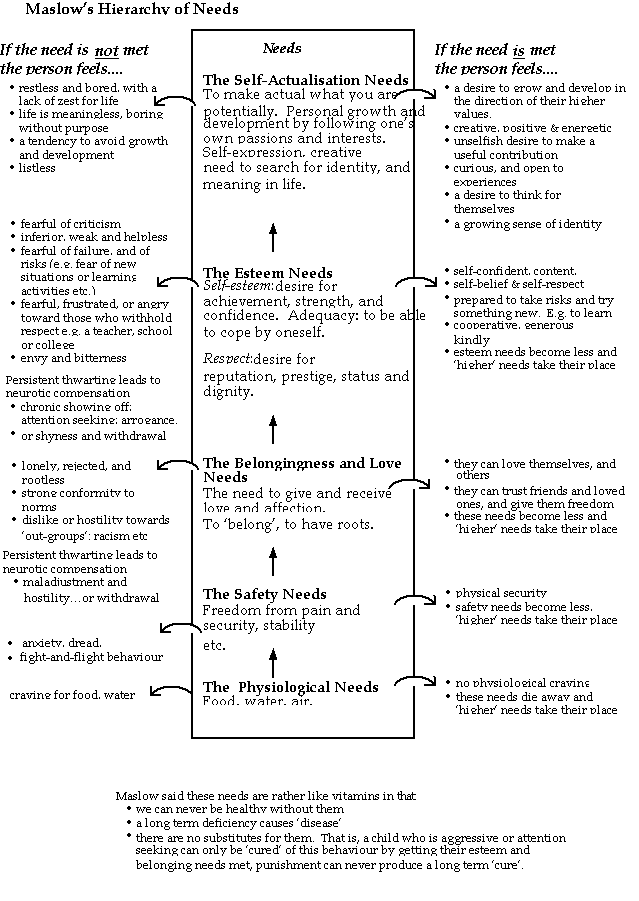 Maslow's Hierarchy of Needs
If the need is not met
the person feels....
• restless and bored, with a
lack of zest for life
• life is meaningless, boring,
without purpose
• a tendency to avoid growth
and development
• listless
• fearful of criticism
• inferior, weak and helpless
• fearful of failure, and of
risks (e.g. fear of new
situations or learning
activities etc.)
• fearful, frustrated, or angry
toward those who withhold
respect e.g. a teacher, school
or college
• envy and bitterness
Persistent thwarting leads to
neurotic compensation
• chronic showing off:
attention seeking; arrogance.
• or shyness and withdrawal
• lonely, rejected, and
rootless
• strong conformity to
norms
• dislike or hostility towards
'out-groups': racism etc
Persistent thwarting leads to
neurotic compensation
• maladjustment and
hostility...or withdrawal
• anxiety, dread,
• fight-and-flight behaviour
craving for food, water
Needs
The Self-Actualisation Needs
To make actual what you are
potentially. Personal growth and
development by following one's
own passions and interests.
Self-expression, creative
need to search for identity, and
meaning in life.
The Esteem Needs
Self-esteem: desire for
achievement, strength, and
confidence. Adequacy: to be able
to cope by oneself.
Respect: desire for
reputation, prestige, status and
dignity.
The Belongingness and Love
Needs
The need to give and receive
love and affection.
To 'belong', to have roots.
The Safety Needs
Freedom from pain and
security, stability
etc.
The Physiological Needs
Food, water, air,
If the need is met
the person feels....
• a desire to grow and develop in
the direction of their higher
values.
• creative, positive & energetic
• unselfish desire to make a
useful contribution
• curious, and open to
experiences
• a desire to think for
themselves
• a growing sense of identity
• self-confident, content,
• self-belief & self-respect
• prepared to take risks and try
something new. E.g. to learn
• cooperative, generous
kindly
• esteem needs become less and
'higher' needs take their place
• they can love themselves, and
others
• they can trust friends and loved
ones, and give them freedom
• these needs become less and
'higher' needs take their place
• physical security
• safety needs become less,
'higher' needs take their place
• no physiological craving
• these needs die away and
'higher' needs take their place
Maslow said these needs are rather like vitamins in that
• we can never be healthy without them
• a long term deficiency causes 'disease'
• there are no substitutes for them. That is, a child who is aggressive or attention
seeking can only be 'cured' of this behaviour by getting their esteem and
belonging needs met, punishment can never produce a long term 'cure'.